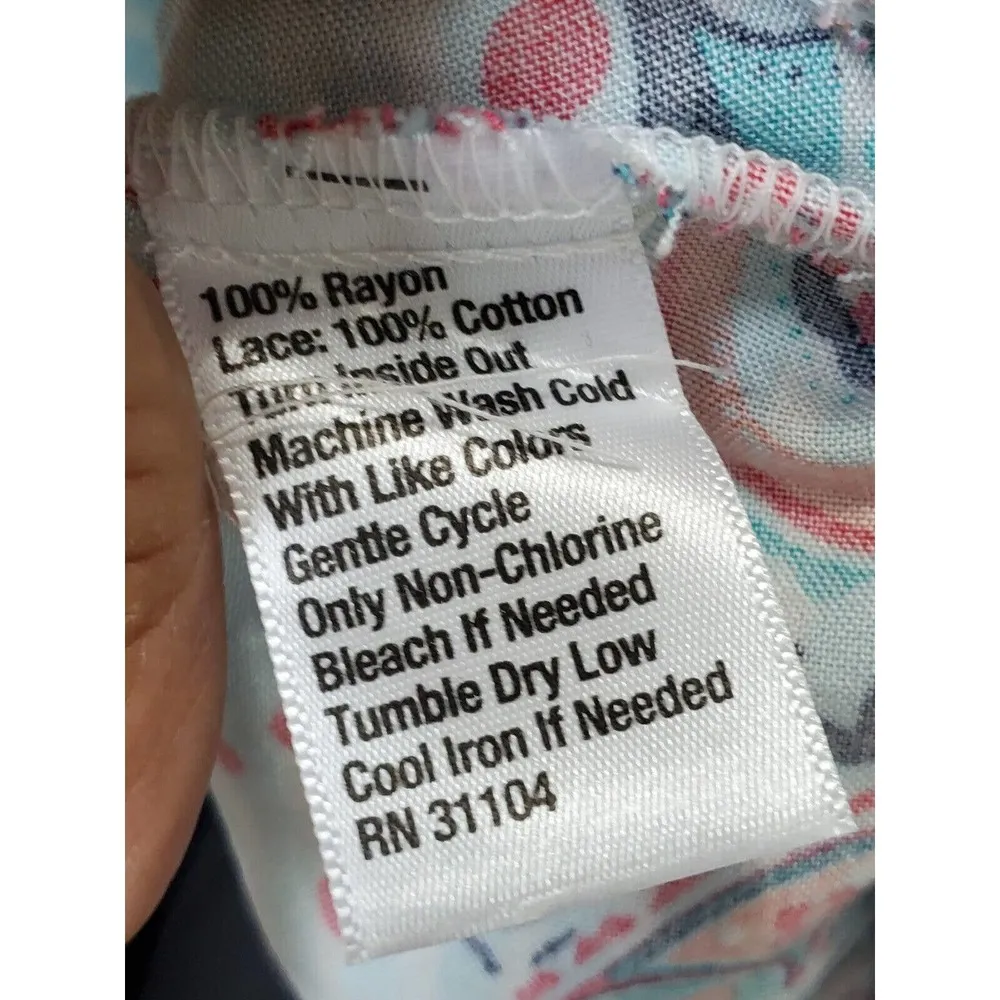 100% Rayon
Lace: 100% Cotton
Turn Inside Out
Machine Wash Cold
With Like Colors
Gentle Cycle
Only Non-Chlorine
Bleach If Needed
Tumble Dry Low
Cool Iron If Needed
RN 31104